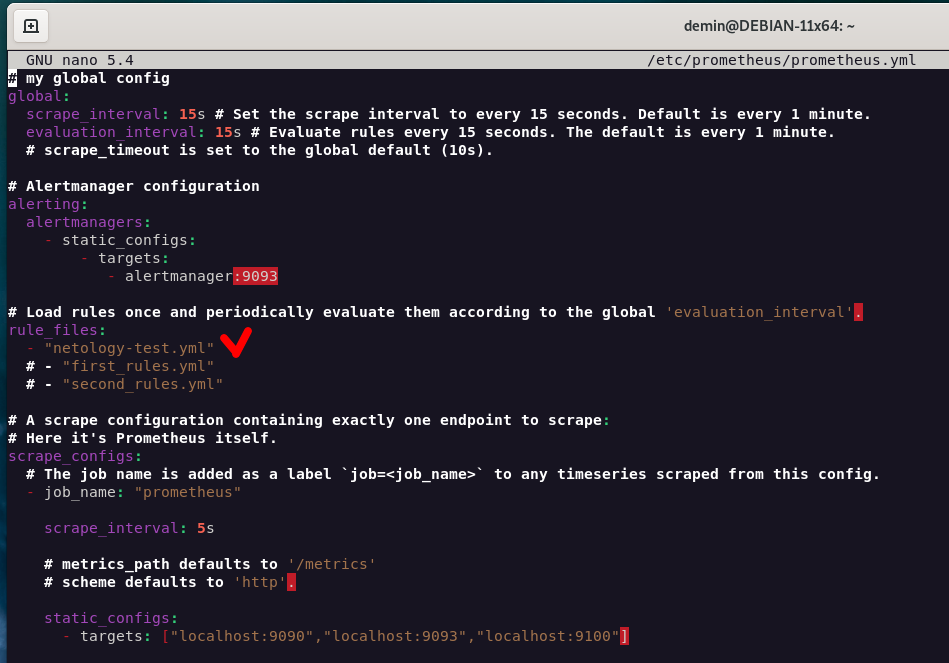 demin@DEBIAN-11x64: ~
GNU nano 5.4 /etc/prometheus/prometheus.yml
# my global config
global:
  scrape_interval: 15s # Set the scrape interval to every 15 seconds. Default is every 1 minute.
  evaluation_interval: 15s # Evaluate rules every 15 seconds. The default is every 1 minute.
  # scrape_timeout is set to the global default (10s).

# Alertmanager configuration
alerting:
  alertmanagers:
    - static_configs:
        - targets:
           - alertmanager:9093

# Load rules once and periodically evaluate them according to the global 'evaluation_interval'.
rule_files:
  - "netology-test.yml"
  # - "first_rules.yml"
  # - "second_rules.yml"

# A scrape configuration containing exactly one endpoint to scrape:
# Here it's Prometheus itself.
scrape_configs:
  # The job name is added as a label `job=<job_name>` to any timeseries scraped from this config.
  - job_name: "prometheus"

    scrape_interval: 5s

    # metrics_path defaults to '/metrics'
    # scheme defaults to 'http'.

    static_configs:
      - targets: ["localhost:9090","localhost:9093","localhost:9100"]